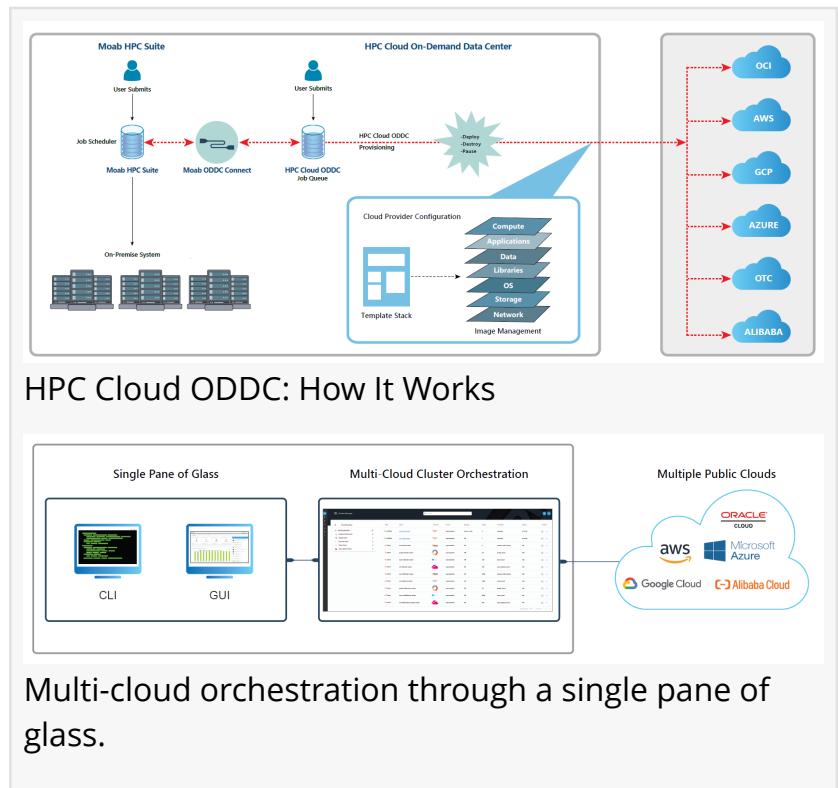 Moab HPC Suite
HPC Cloud On-Demand Data Center
User Submits
User Submits
Job Scheduler
Moab HPC Suite
Moab ODDC Connect
HPC Cloud ODDC
Job Queue
HPC Cloud ODDC
Provisioning
-Deploy
-Destroy
-Pause
On-Premise System
Cloud Provider Configuration
Template Stack
Compute
Applications
Data
Libraries
OS
Storage
Network
Image Management
OCI
AWS
GCP
AZURE
OTC
ALIBABA
HPC Cloud ODDC: How It Works
Single Pane of Glass
Multi-Cloud Cluster Orchestration
Multiple Public Clouds
CLI
GUI
ORACLE
CLOUD
aws
Microsoft
Azure
Google Cloud
Alibaba Cloud
Multi-cloud orchestration through a single pane of
glass.